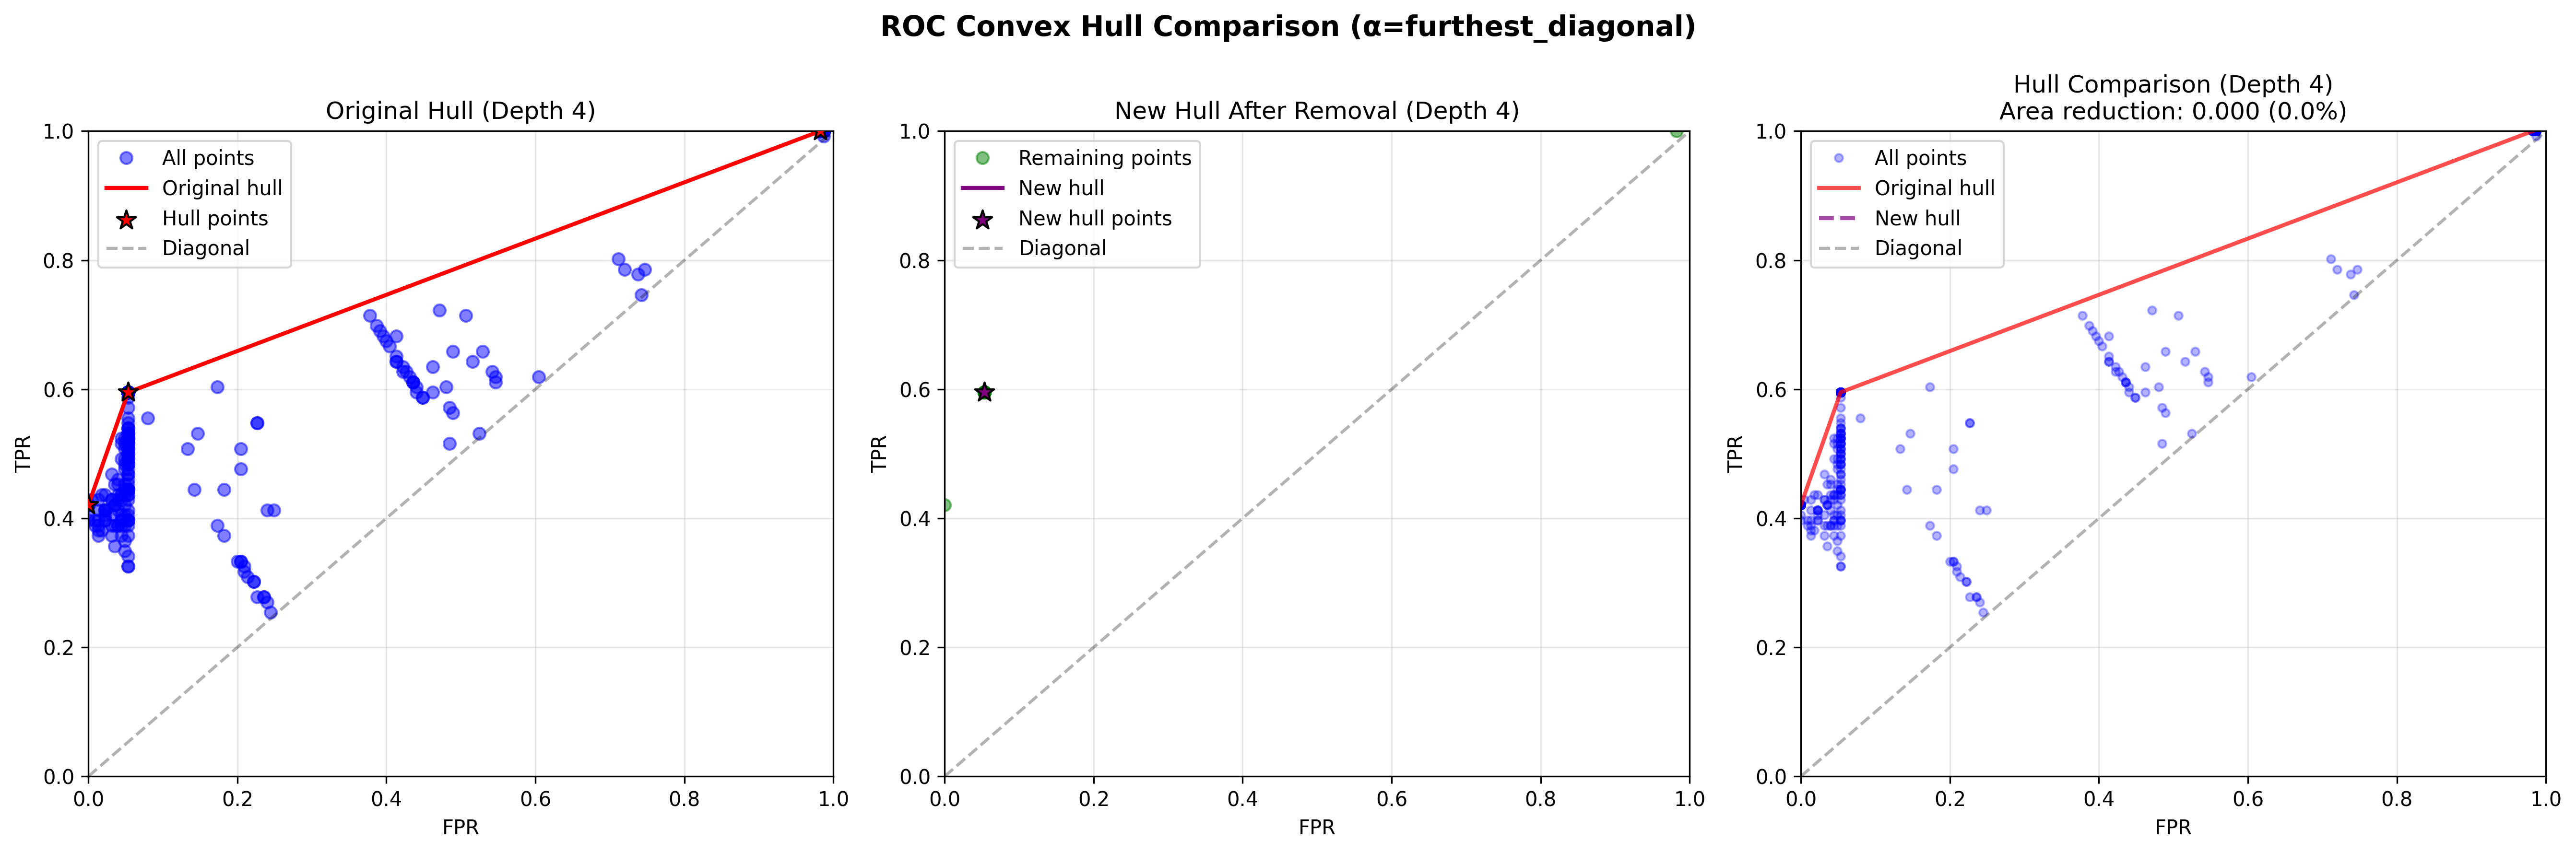 ROC Convex Hull Comparison (α=furthest_diagonal)
Original Hull (Depth 4)
1.0
0.8
0.6
0.4
0.2
0.0
TPR
All points
Original hull
Hull points
Diagonal
0.0 0.2 0.4 0.6 0.8 1.0
FPR
New Hull After Removal (Depth 4)
1.0
0.8
0.6
0.4
0.2
0.0
TPR
Remaining points
New hull
New hull points
Diagonal
0.0 0.2 0.4 0.6 0.8 1.0
FPR
Hull Comparison (Depth 4)
Area reduction: 0.000 (0.0%)
1.0
0.8
0.6
0.4
0.2
0.0
TPR
All points
Original hull
New hull
Diagonal
0.0 0.2 0.4 0.6 0.8 1.0
FPR